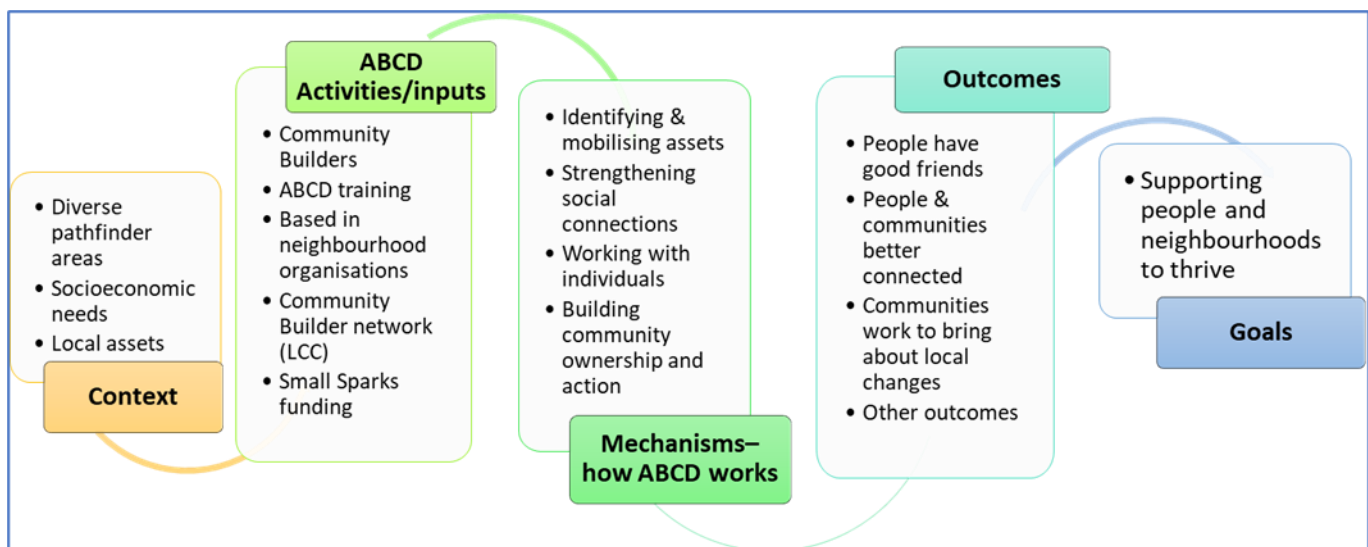 • Diverse
pathfinder
areas
• Socioeconomic
needs
• Local assets
Context
ABCD
Activities/inputs
• Community
Builders
• ABCD training
• Based in
neighbourhood
organisations
• Community
Builder network
(LCC)
• Small Sparks
funding
• Identifying &
mobilising assets
• Strengthening
social
connections
• Working with
individuals
• Building
community
ownership and
action
Mechanisms–
how ABCD works
Outcomes
• People have
good friends
• People &
communities
better
connected
• Communities
work to bring
about local
changes
• Other outcomes
• Supporting
people and
neighbourhoods
to thrive
Goals